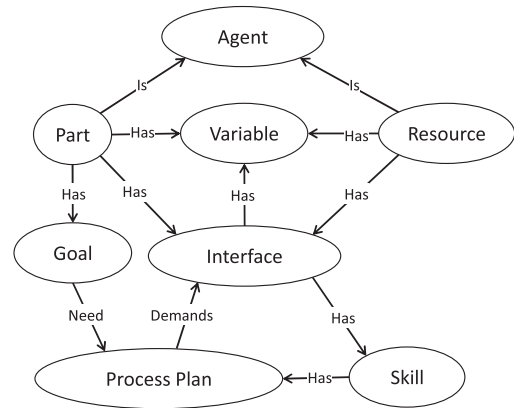 Agent
Is
Is
Part
Has
Variable
Has
Resource
Has
Has
Has
Has
Goal
Interface
Need
Demands
Has
Process Plan
Has
Skill